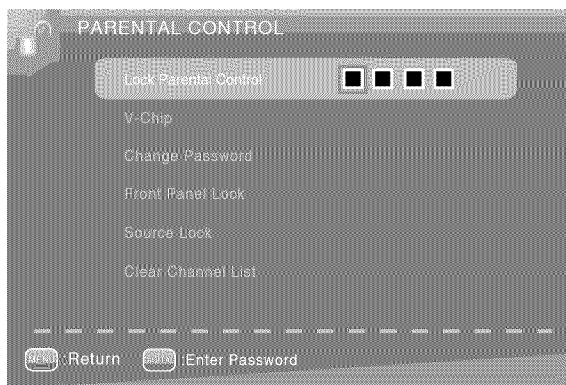 PARENTAL CONTROL
Lock Parental Control
V-Chip
Change Password
Front Panel Lock
Source Lock
Clear Channel List
MENU :Return :Enter Password